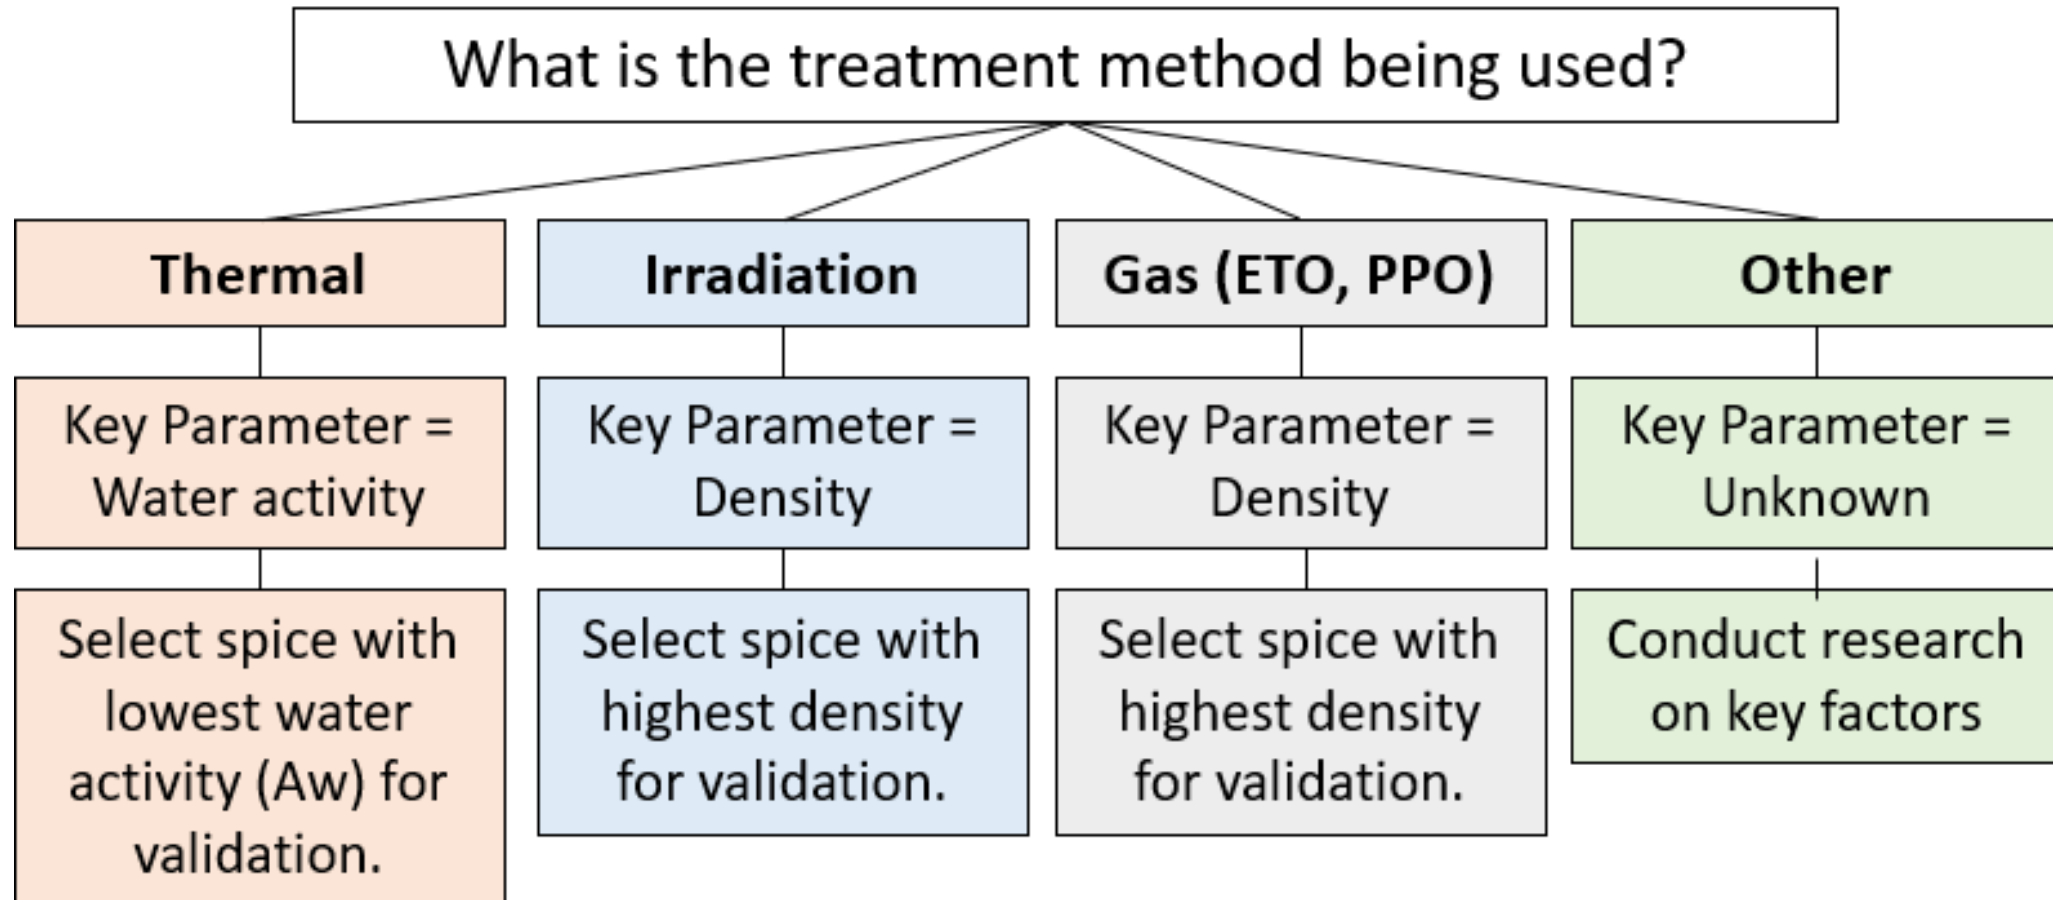 What is the treatment method being used?
Thermal
Key Parameter =
Water activity
Select spice with
lowest water
activity (Aw) for
validation.
Irradiation
Key Parameter =
Density
Select spice with
highest density
for validation.
Gas (ETO, PPO)
Key Parameter =
Density
Select spice with
highest density
for validation.
Other
Key Parameter =
Unknown
Conduct research
on key factors